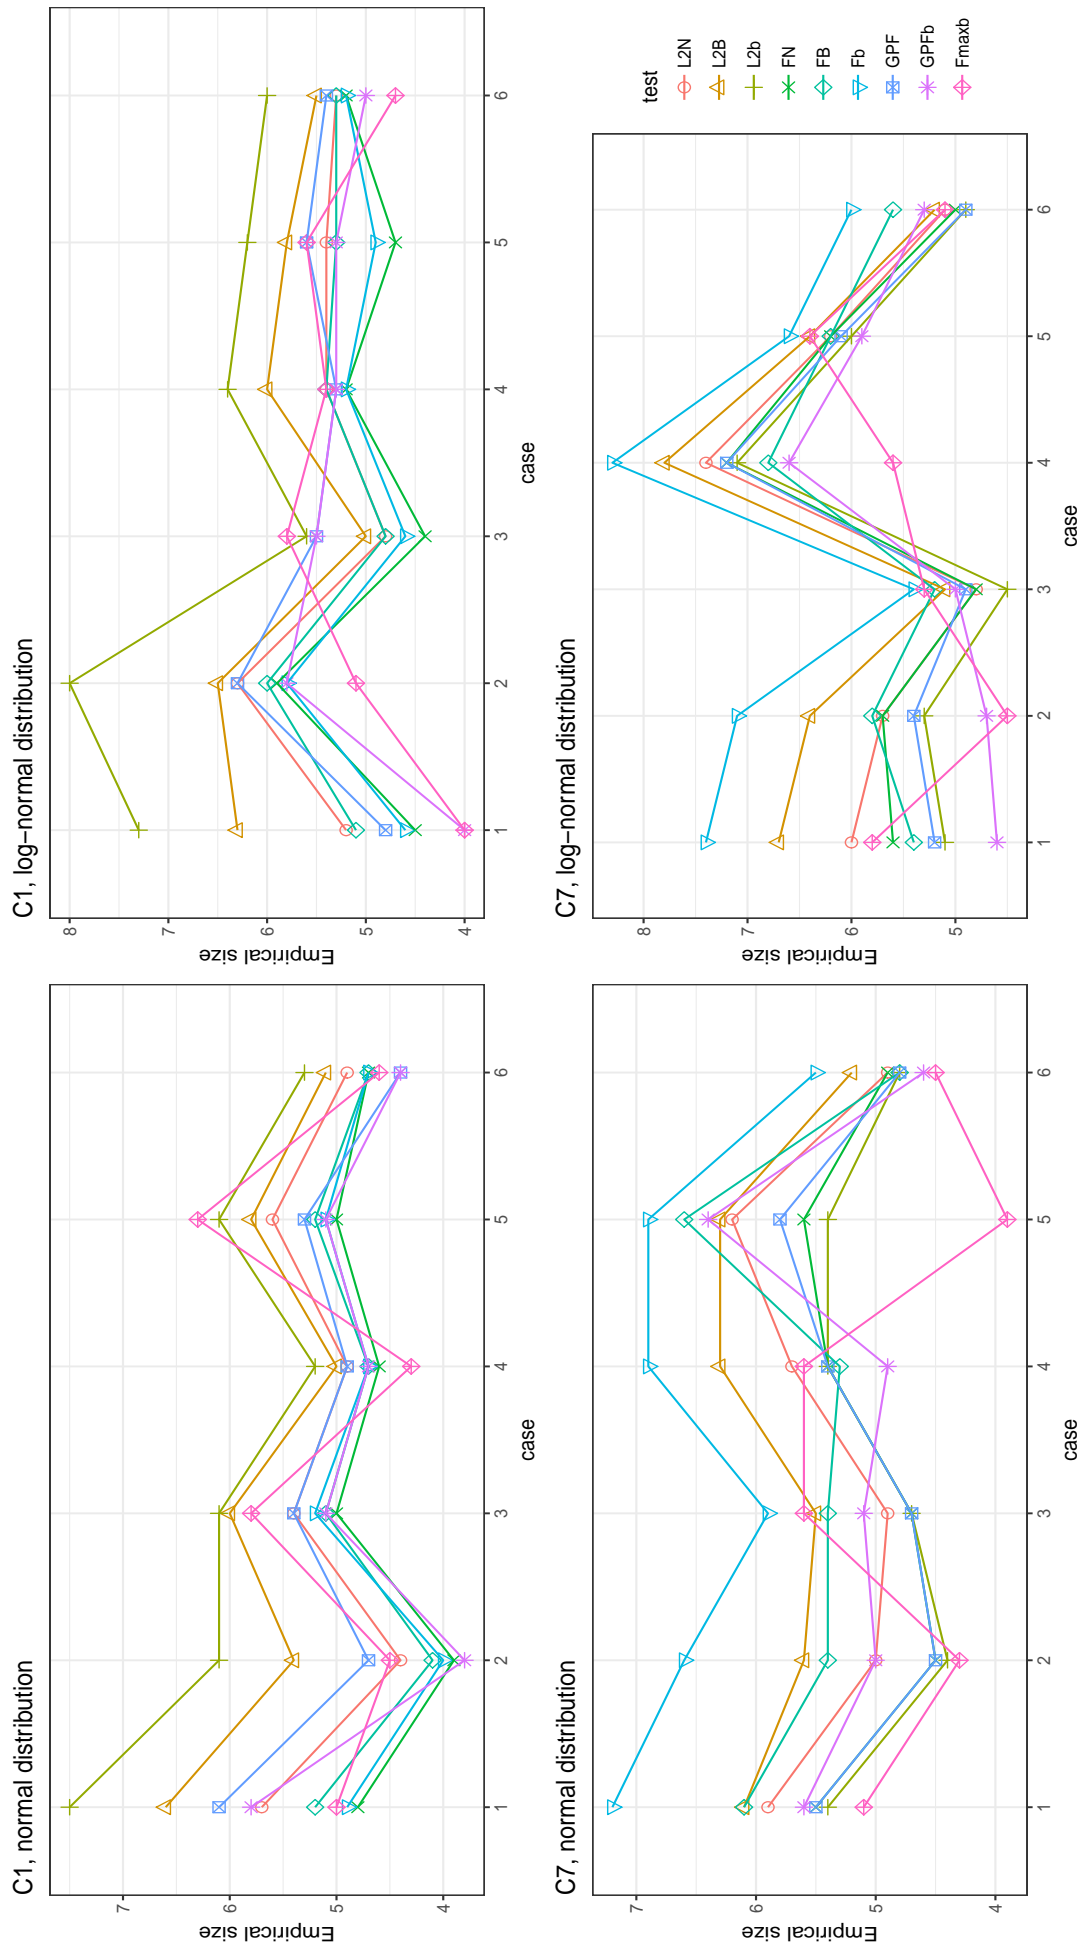 C1, normal distribution
7
6
5
Empirical size
1
2
3
4
5
6
case
C1, log−normal distribution
8
7
6
5
4
Empirical size
1
2
3
4
5
6
case
C7, normal distribution
7
6
5
4
Empirical size
1
2
3
4
5
6
case
C7, log−normal distribution
8
7
6
5
Empirical size
1
2
3
4
5
6
case
test
L2N
L2B
L2b
FN
FB
Fb
GPF
GPFb
Fmaxb